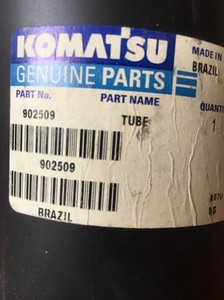 KOMATSU
MADE IN
GENUINE PARTS
BRAZIL
PART No.
PART NAME
902509
TUBE
1
902509
BRAZIL